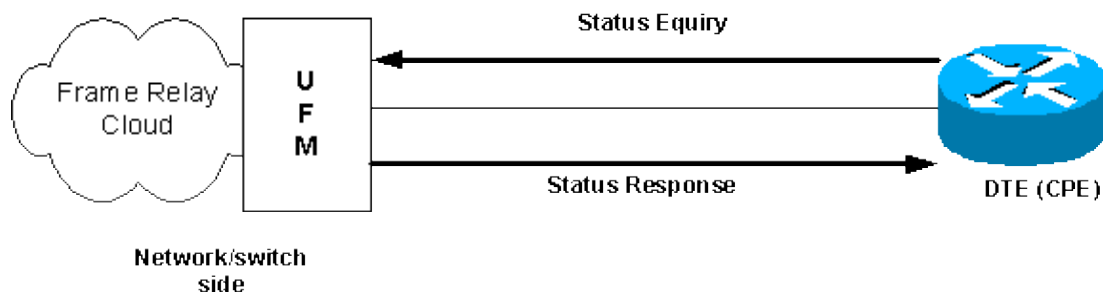 Status Equiry
Frame Relay
Cloud
U
F
M
Status Response
DTE (CPE)
Network/switch
side